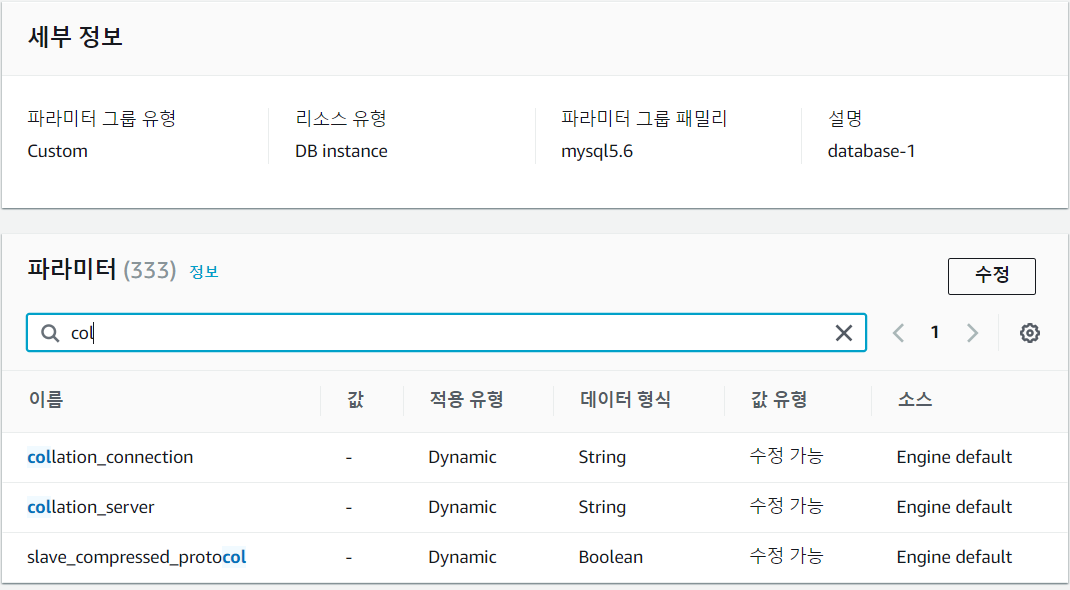 세부 정보
파라미터 그룹 유형 리소스 유형 파라미터 그룹 패밀리 설명
Custom DB instance mysql5.6 database-1
파라미터 (333) 정보
수정
col
1
이름 값 적용 유형 데이터 형식 값 유형 소스
collation_connection - Dynamic String 수정 가능 Engine default
collation_server - Dynamic String 수정 가능 Engine default
slave_compressed_protocol - Dynamic Boolean 수정 가능 Engine default